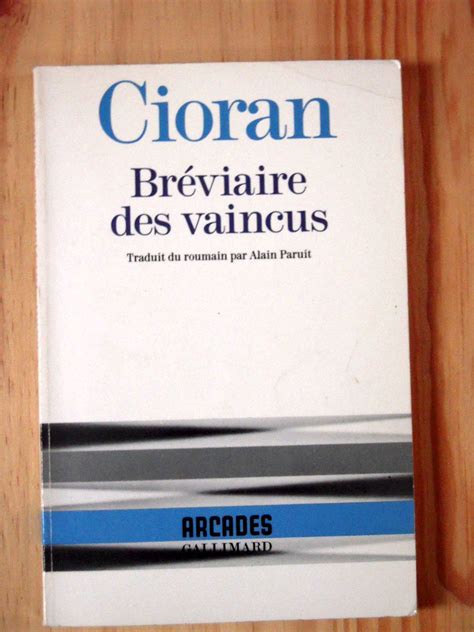 Cioran
Bréviaire
des vaincus
Traduit du roumain par Alain Paruit
ARCADES
GALLIMARD